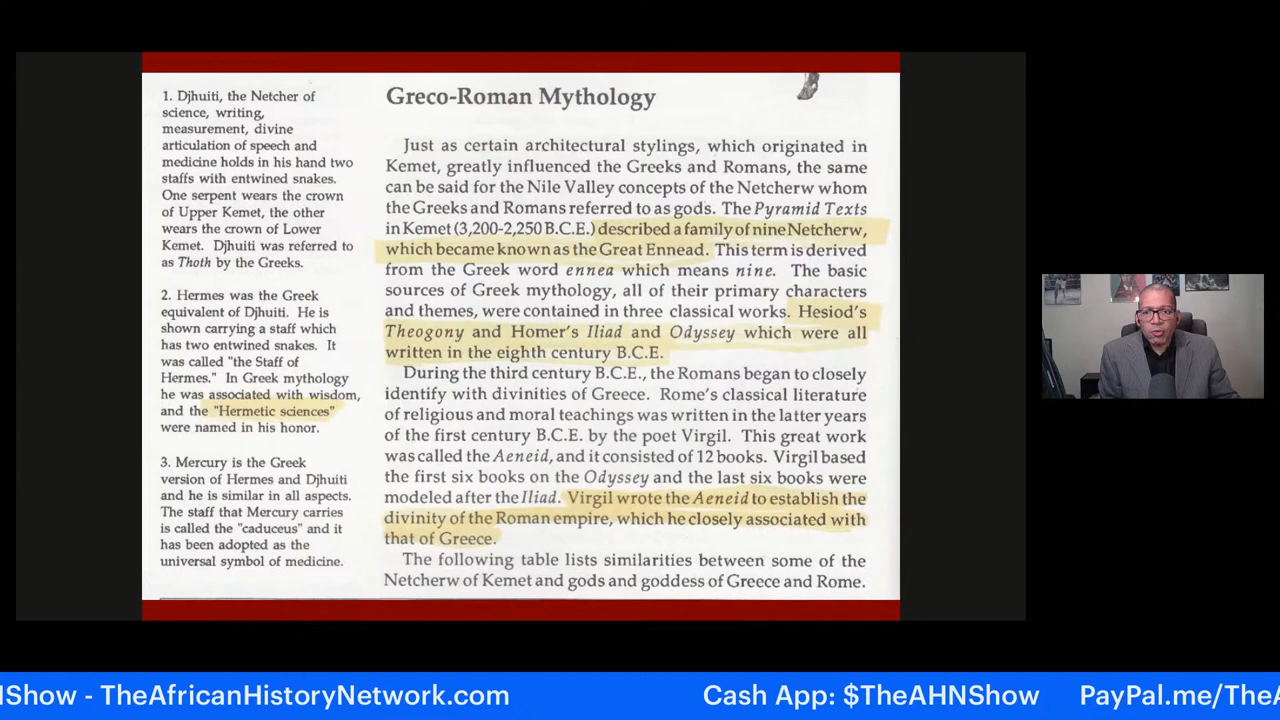 1. Djhuiti, the Netcher of
science, writing,
measurement, divine
articulation of speech and
medicine holds in his hand two
staffs with entwined snakes.
One serpent wears the crown
of Upper Kemet, the other
wears the crown of Lower
Kemet. Djhuiti was referred to
as Thoth by the Greeks.
2. Hermes was the Greek
equivalent of Djhuiti. He is
shown carrying a staff which
has two entwined snakes. It
was called "the Staff of
Hermes." In Greek mythology
he was associated with wisdom,
and the "Hermetic sciences"
were named in his honor.
3. Mercury is the Greek
version of Hermes and Djhuiti
and he is similar in all aspects.
The staff that Mercury carries
is called the "caduceus" and it
has been adopted as the
universal symbol of medicine.
Greco-Roman Mythology
Just as certain architectural stylings, which originated in
Kemet, greatly influenced the Greeks and Romans, the same
can be said for the Nile Valley concepts of the Netcherw whom
the Greeks and Romans referred to as gods. The Pyramid Texts
in Kemet (3,200-2,250 B.C.E.) described a family of nine Netcherw,
which became known as the Great Ennead. This term is derived
from the Greek word ennea which means nine. The basic
sources of Greek mythology, all of their primary characters
and themes, were contained in three classical works. Hesiod's
Theogony and Homer's Iliad and Odyssey which were all
written in the eighth century B.C.E.
During the third century B.C.E., the Romans began to closely
identify with divinities of Greece. Rome's classical literature
of religious and moral teachings was written in the latter years
of the first century B.C.E. by the poet Virgil. This great work
was called the Aeneid, and it consisted of 12 books. Virgil based
the first six books on the Odyssey and the last six books were
modeled after the Iliad. Virgil wrote the Aeneid to establish the
divinity of the Roman empire, which he closely associated with
that of Greece.
The following table lists similarities between some of the
Netcherw of Kemet and gods and goddess of Greece and Rome.
NShow - TheAfricanHistoryNetwork.com Cash App: $TheAHNShow PayPal.me/TheA